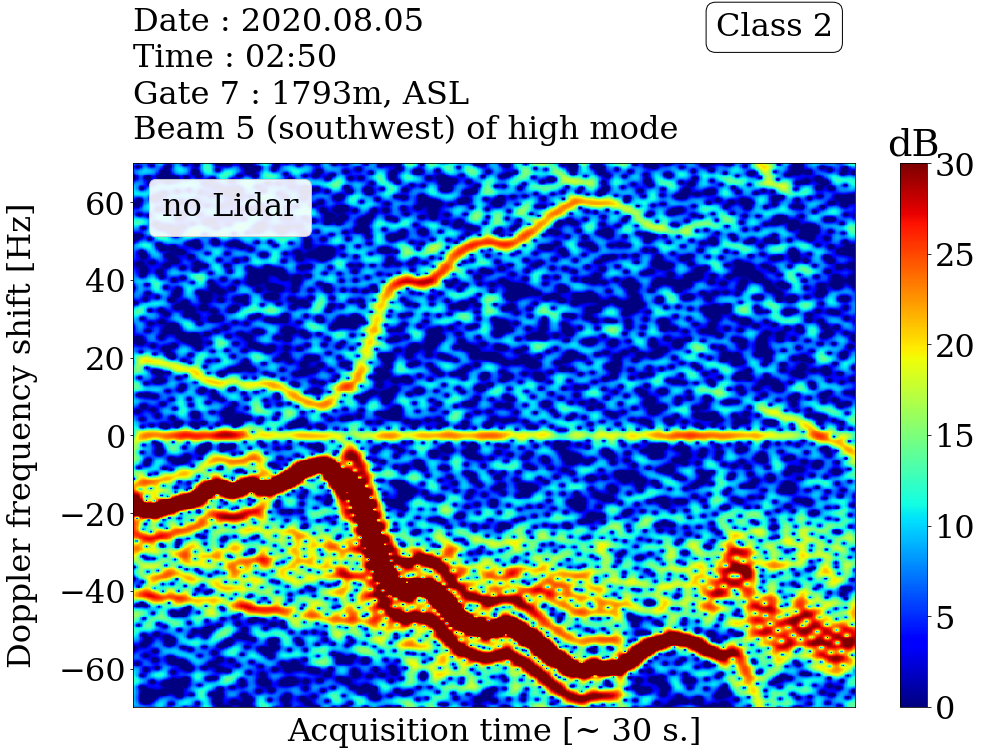 Date : 2020.08.05
Time : 02:50
Gate 7 : 1793m, ASL
Beam 5 (southwest) of high mode
Class 2
dB
no Lidar
Doppler frequency shift [Hz]
60
40
20
0
−20
−40
−60
30
25
20
15
10
5
0
Acquisition time [~ 30 s.]